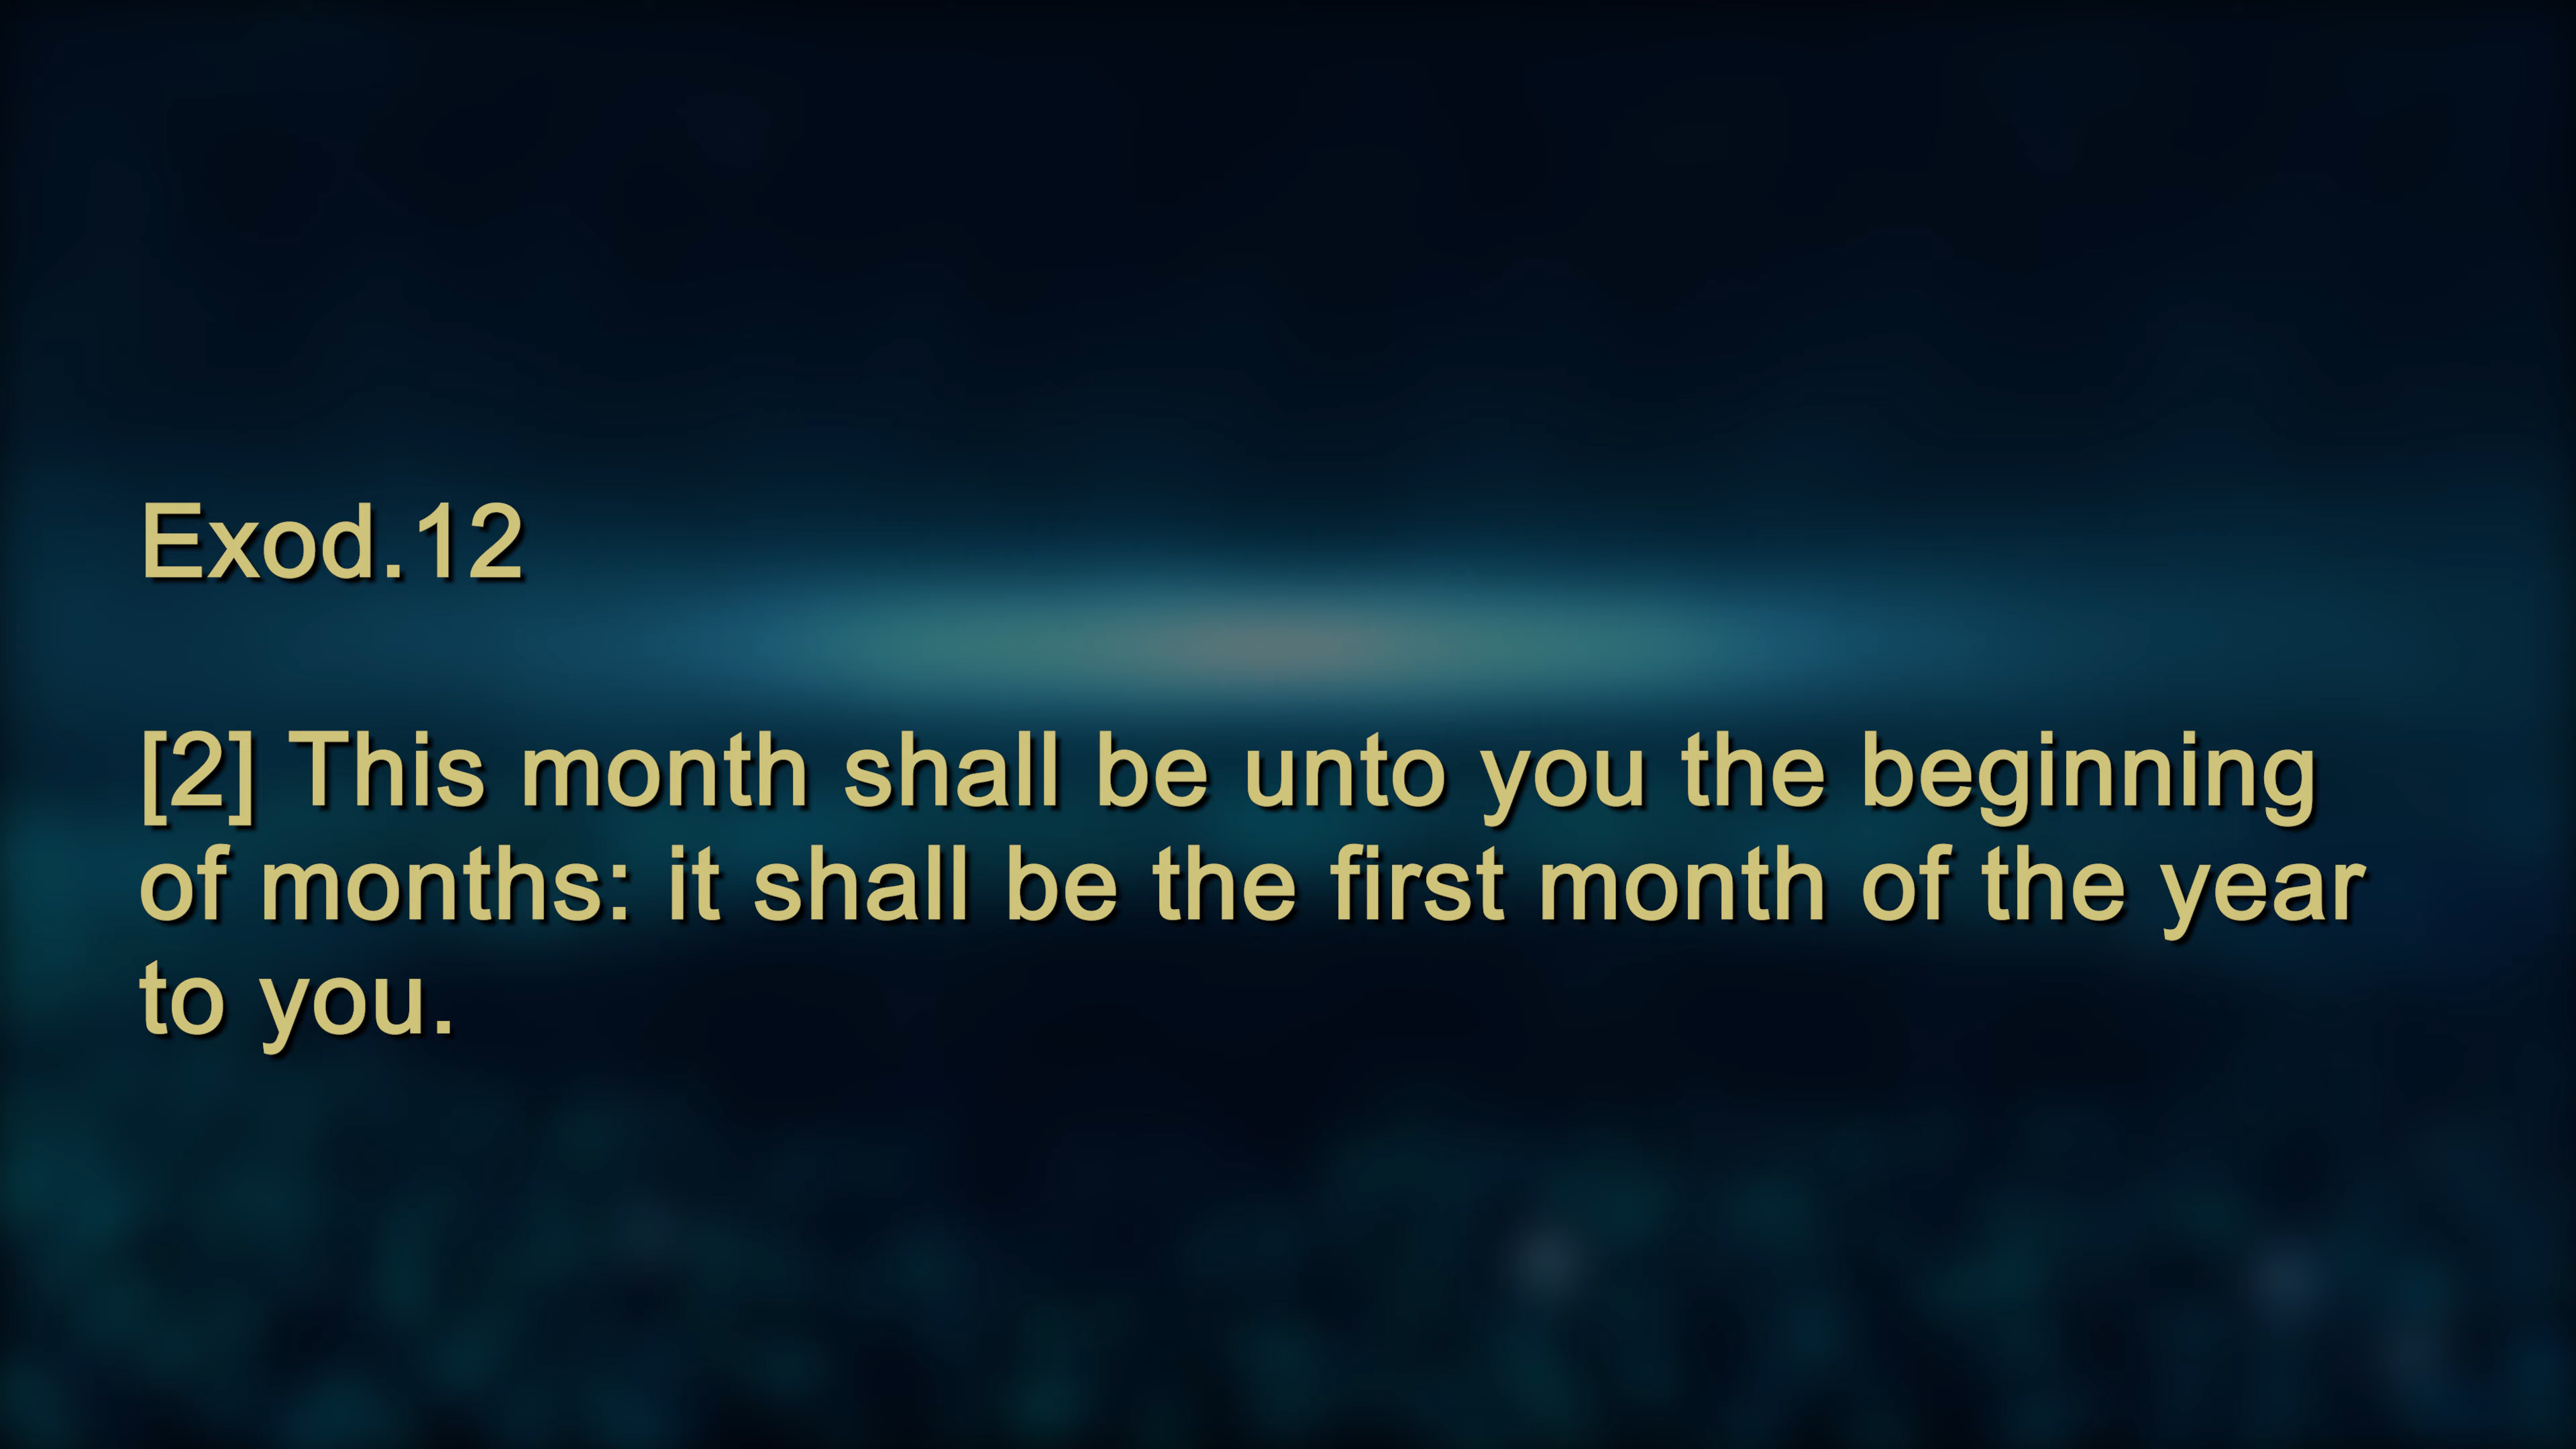 Exod.12
[2] This month shall be unto you the beginning
of months: it shall be the first month of the year
to you.